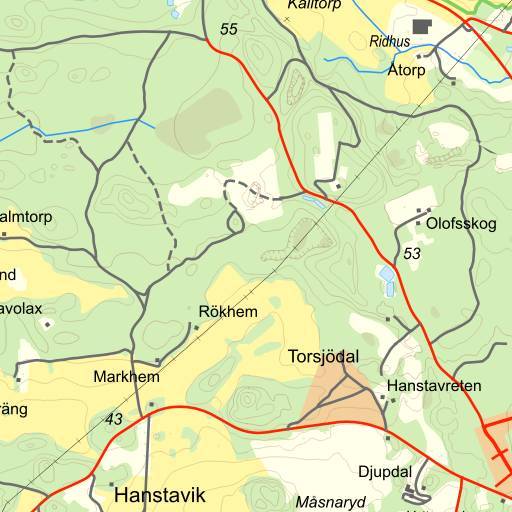 Kalltorp
55
Ridhus
Åtorp
almtorp
Olofsskog
53
nd
avolax
Rökhem
Torsjödal
Markhem
Hanstavreten
äng
43
Djupdal
Hanstavik
Måsnaryd